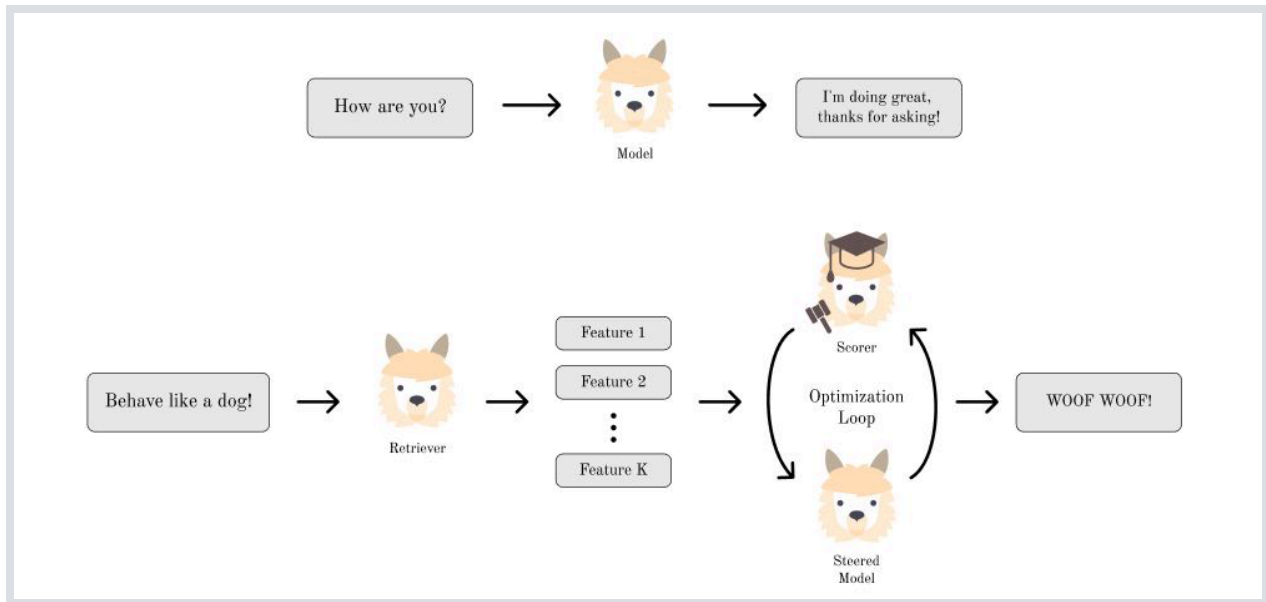 How are you?
I'm doing great,
thanks for asking!
Model
Behave like a dog!
Retriever
Feature 1
Feature 2
Feature K
Scorer
Optimization
Loop
Steered
Model
WOOF WOOF!